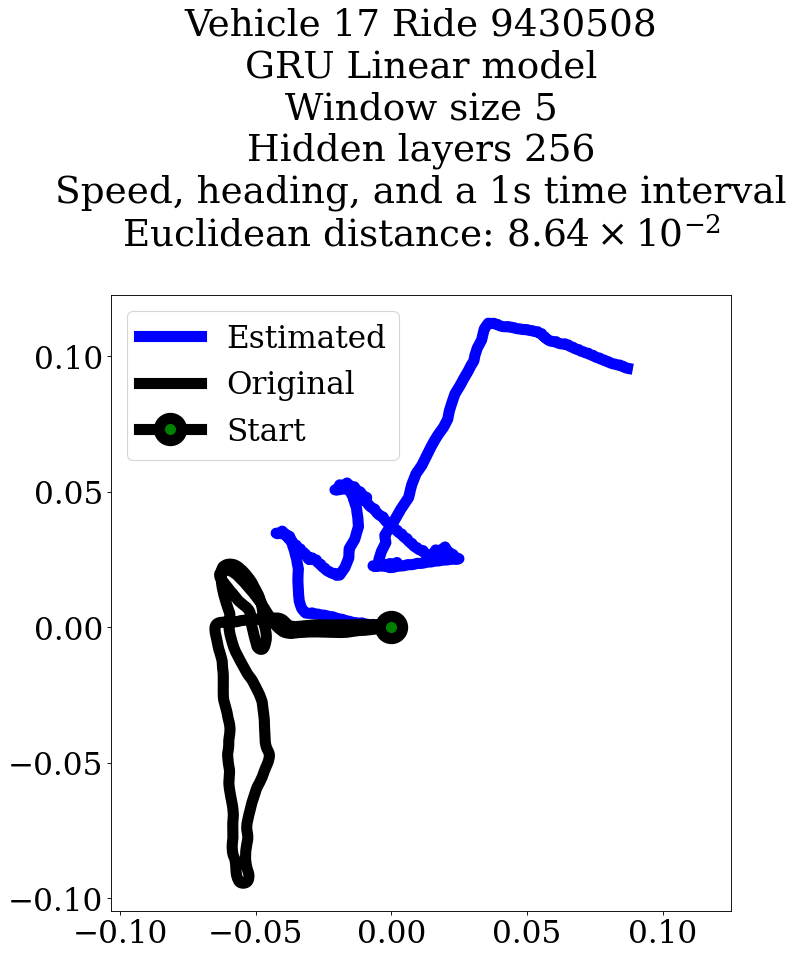 Vehicle 17 Ride 9430508
GRU Linear model
Window size 5
Hidden layers 256
Speed, heading, and a 1s time interval
Euclidean distance: 8.64 × 10⁻²
Estimated
Original
Start
0.10
0.05
0.00
−0.05
−0.10
−0.10 −0.05 0.00 0.05 0.10